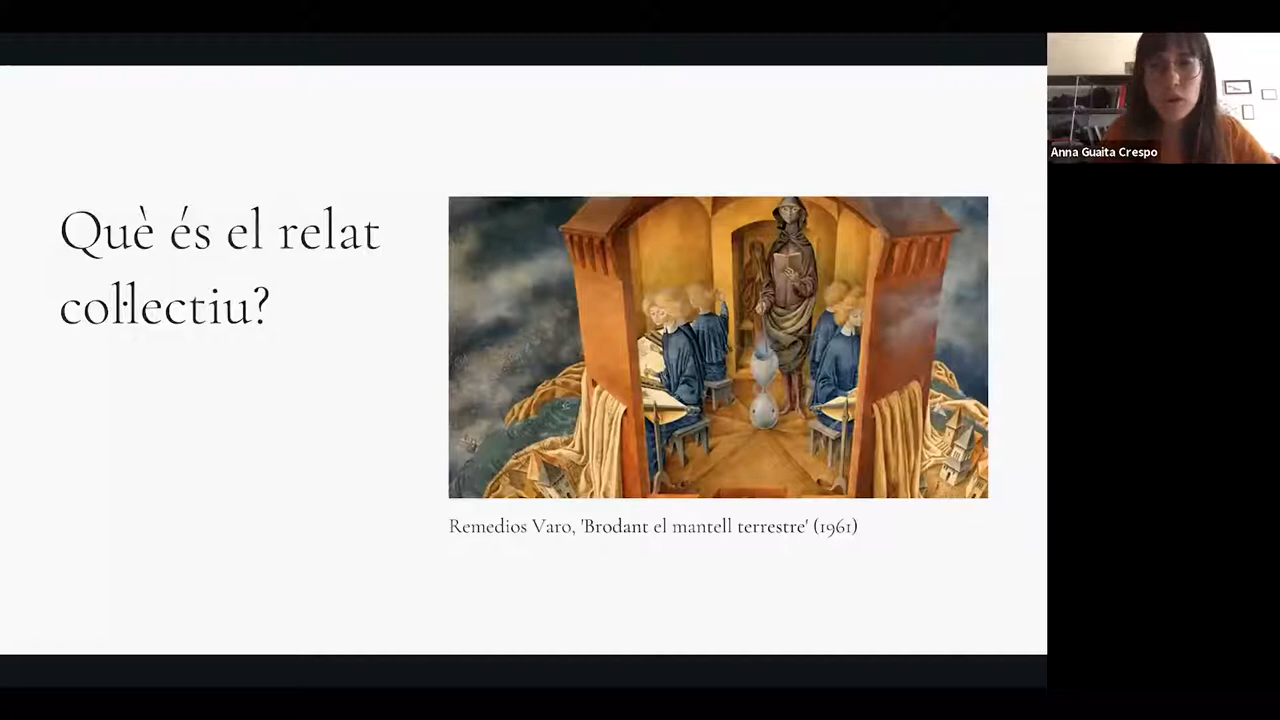 Què és el relat
col·lectiu?
Remedios Varo, 'Brodant el mantell terrestre' (1961)
Anna Guaita Crespo